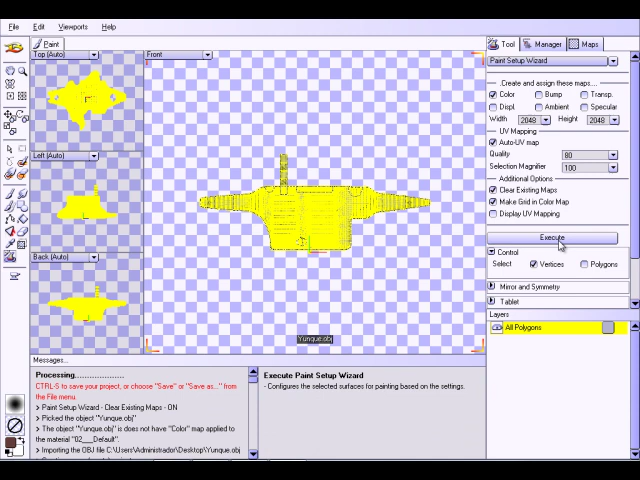 File Edit Viewports Help
Paint
Tool Manager Maps
Top (Auto)
Front
Left (Auto)
Back (Auto)
Yunque.obj
Paint Setup Wizard
Create and assign these maps....
Color Bump Transp.
Displ. Ambient Specular
Width 2048 Height 2048
UV Mapping
Auto-UV map
Quality 80
Selection Magnifier 100
Additional Options
Clear Existing Maps
Make Grid in Color Map
Display UV Mapping
Execute
Control
Select Vertices Polygons
Mirror and Symmetry
Tablet
Layers
All Polygons
Messages...
Processing....................
CTRL-S to save your project, or choose "Save" or "Save as..." from
the File menu.
> Paint Setup Wizard - Clear Existing Maps - ON
> Picked the object "Yunque.obj"
> The object "Yunque.obj" is does not have "Color" map applied to
the material "02___Default".
> Importing the OBJ file C:\Users\Administrador\Desktop\Yunque.obj
Execute Paint Setup Wizard
- Configures the selected surfaces for painting based on the settings.